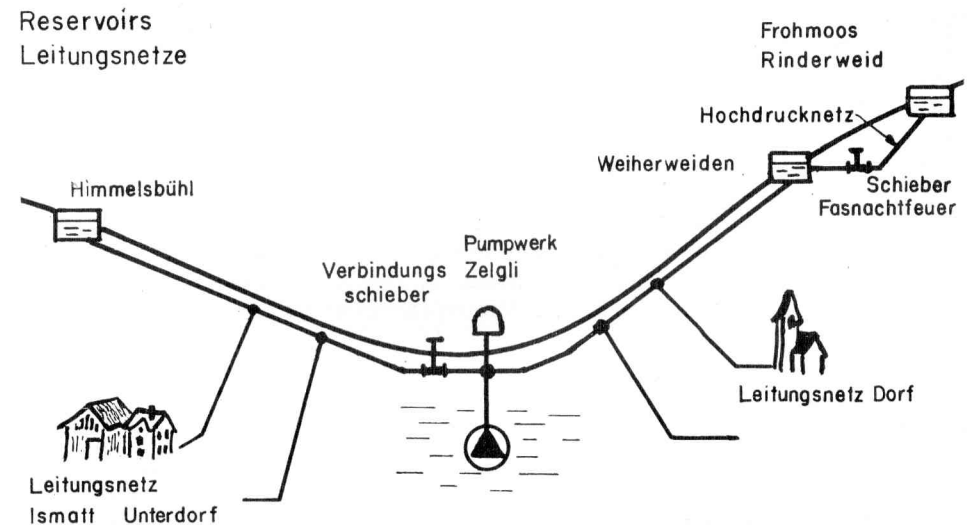 Reservoirs
Leitungsnetze
Frohmoos
Rinderweid
Hochdrucknetz
Weiherweiden
Schieber
Fasnachtfeuer
Himmelsbühl
Verbindungs
schieber
Pumpwerk
Zelgli
Leitungsnetz Dorf
Leitungsnetz
Ismatt Unterdorf